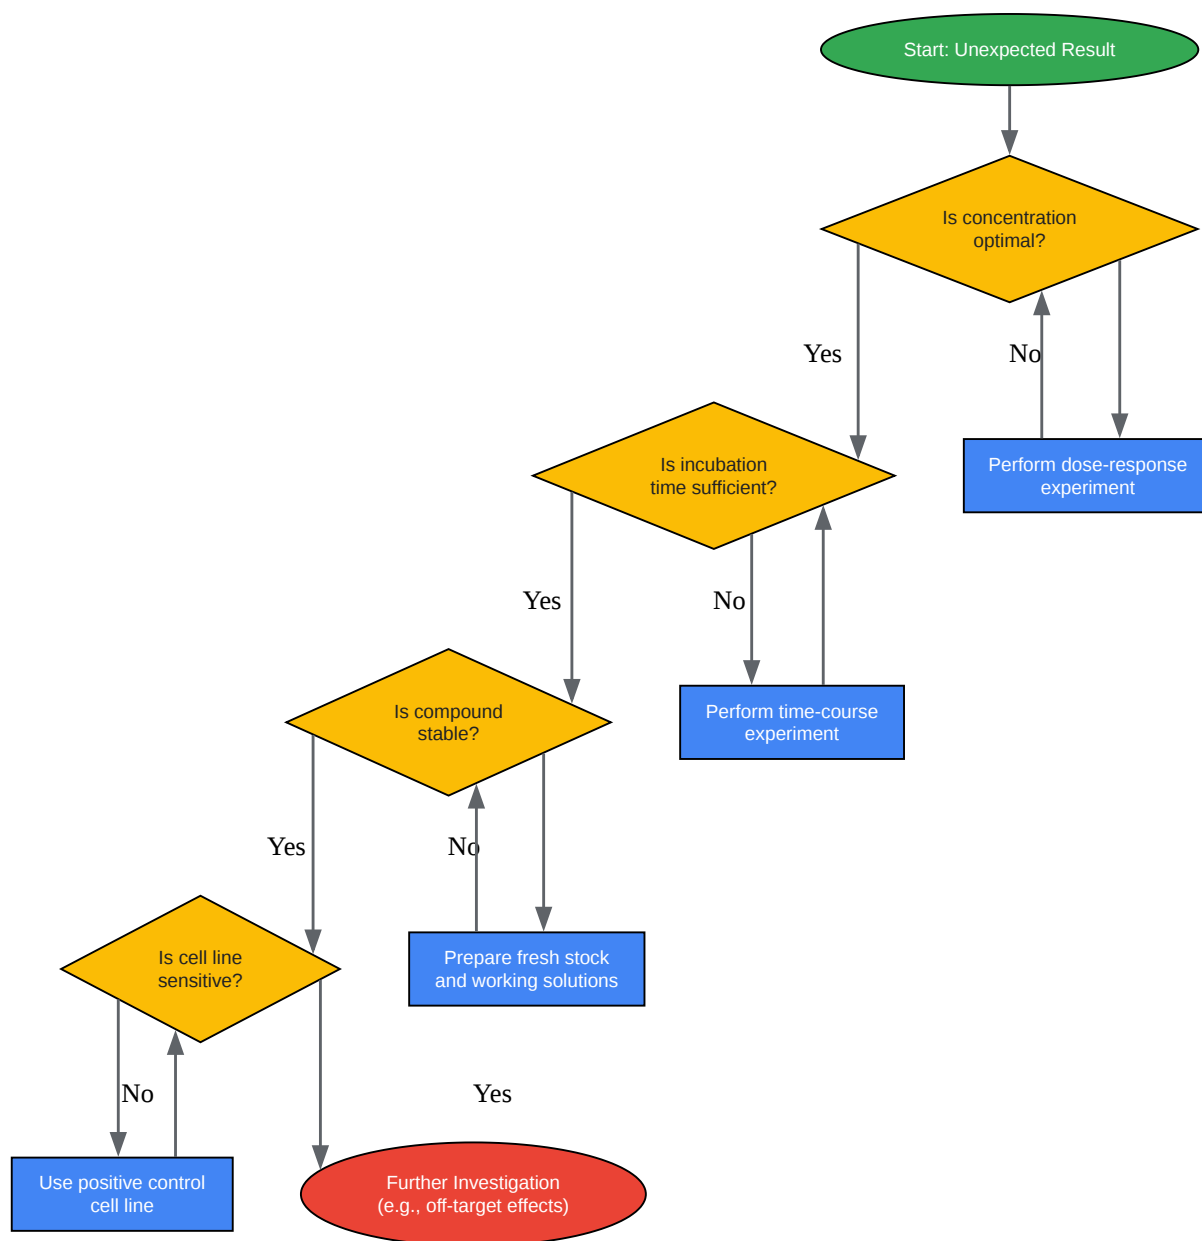 Start: Unexpected Result
Is concentration
optimal?
Yes
No
Is incubation
time sufficient?
Perform dose-response
experiment
Yes
No
Is compound
stable?
Perform time-course
experiment
Yes
No
Is cell line
sensitive?
Prepare fresh stock
and working solutions
No
Yes
Use positive control
cell line
Further Investigation
(e.g., off-target effects)